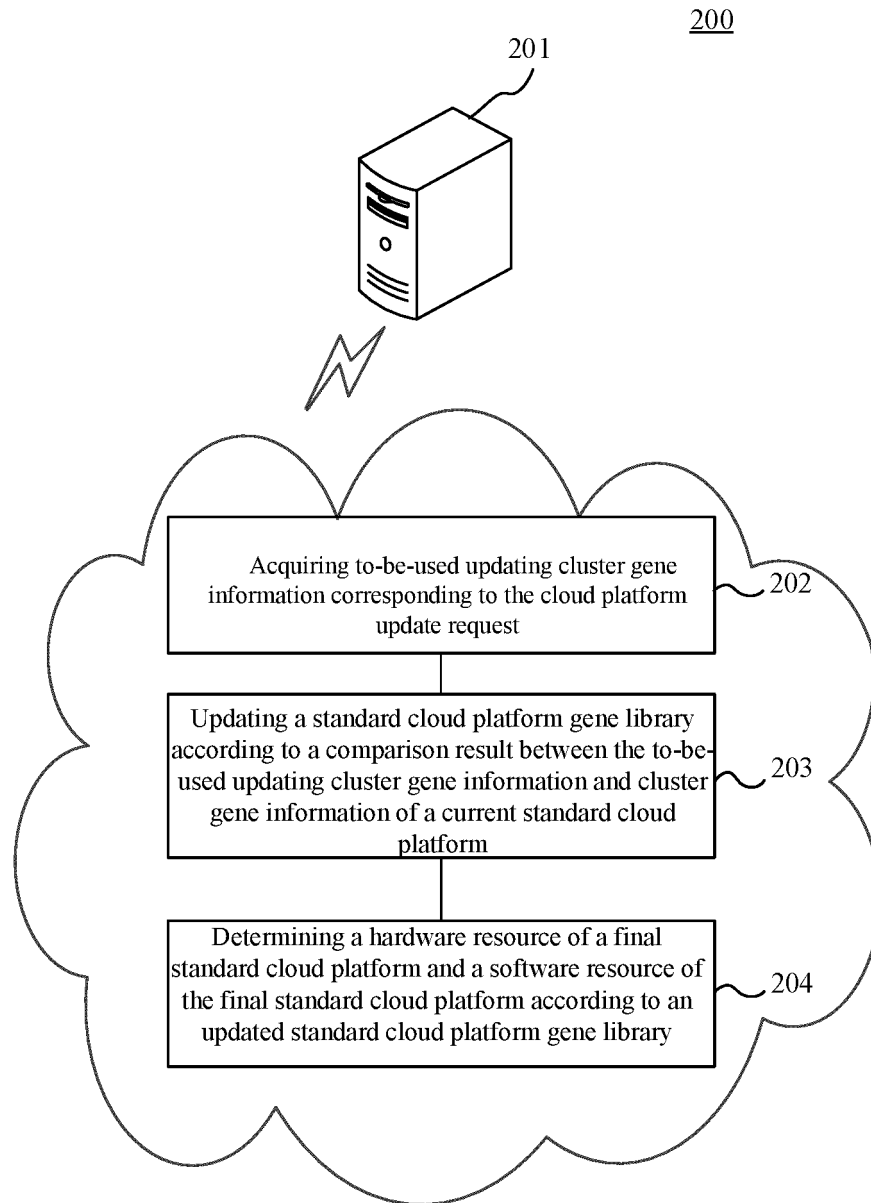 200
201
Acquiring to-be-used updating cluster gene
information corresponding to the cloud platform
update request
202
Updating a standard cloud platform gene library
according to a comparison result between the to-be-
used updating cluster gene information and cluster
gene information of a current standard cloud
platform
203
Determining a hardware resource of a final
standard cloud platform and a software resource of
the final standard cloud platform according to an
updated standard cloud platform gene library
204